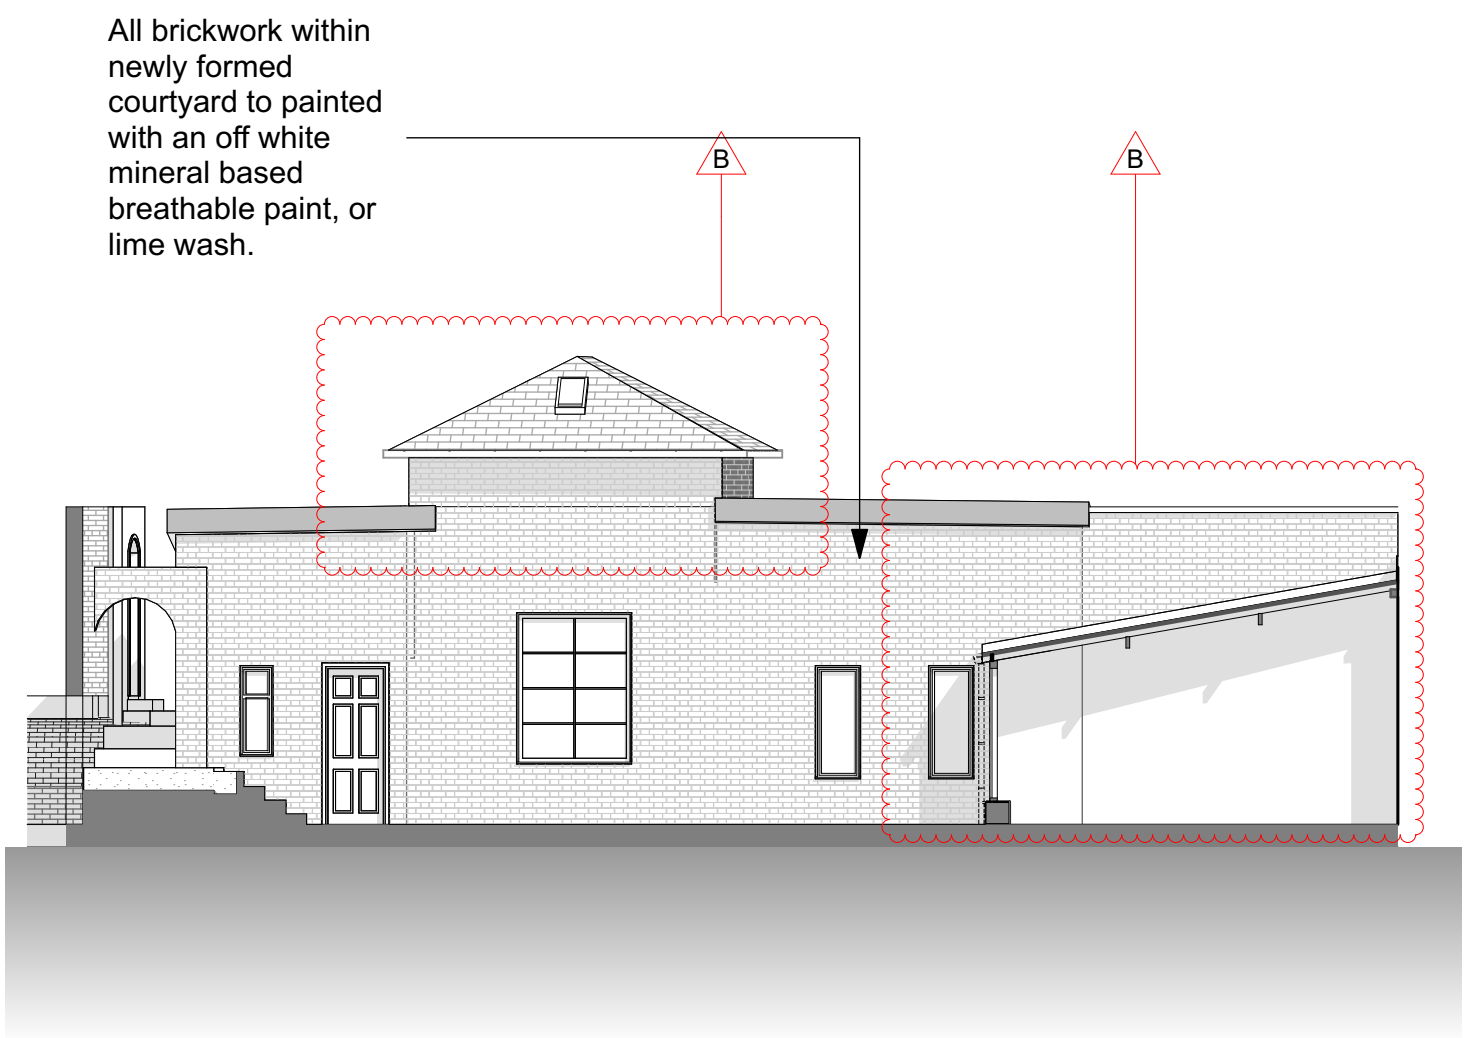 All brickwork within
newly formed
courtyard to painted
with an off white
mineral based
breathable paint, or
lime wash.
B
B